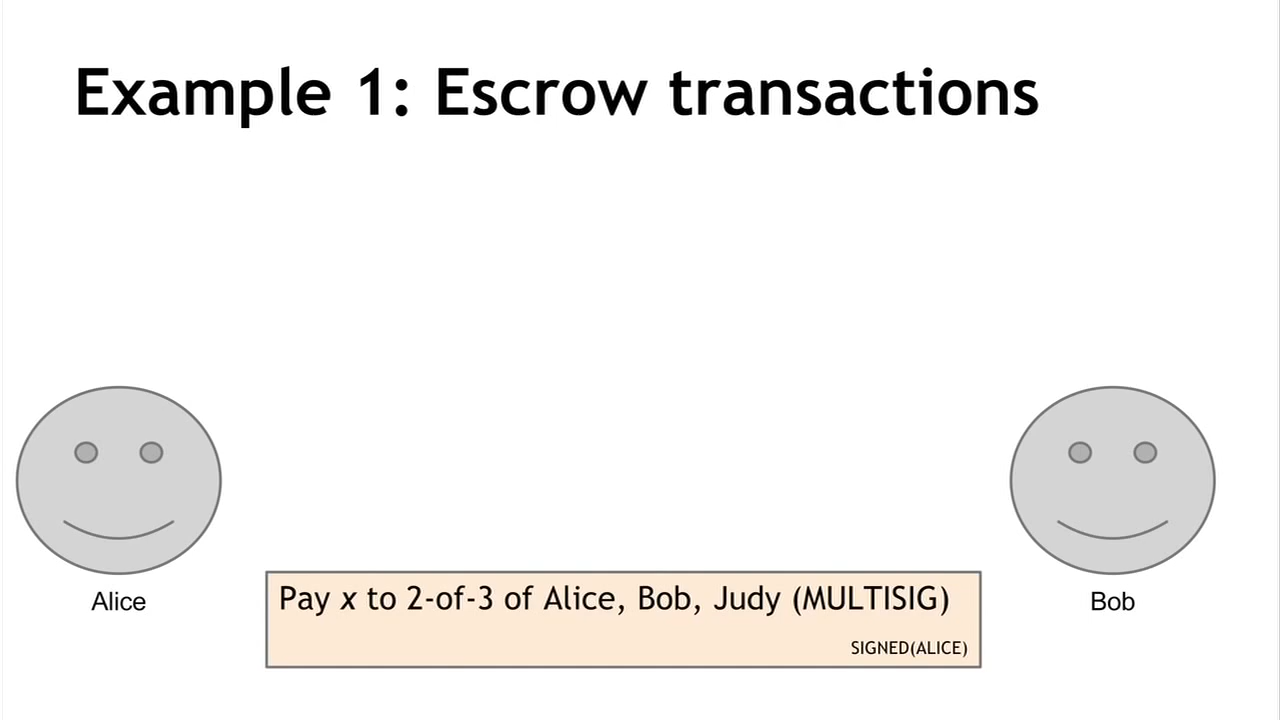 Example 1: Escrow transactions
Alice
Bob
Pay x to 2-of-3 of Alice, Bob, Judy (MULTISIG)
SIGNED(ALICE)